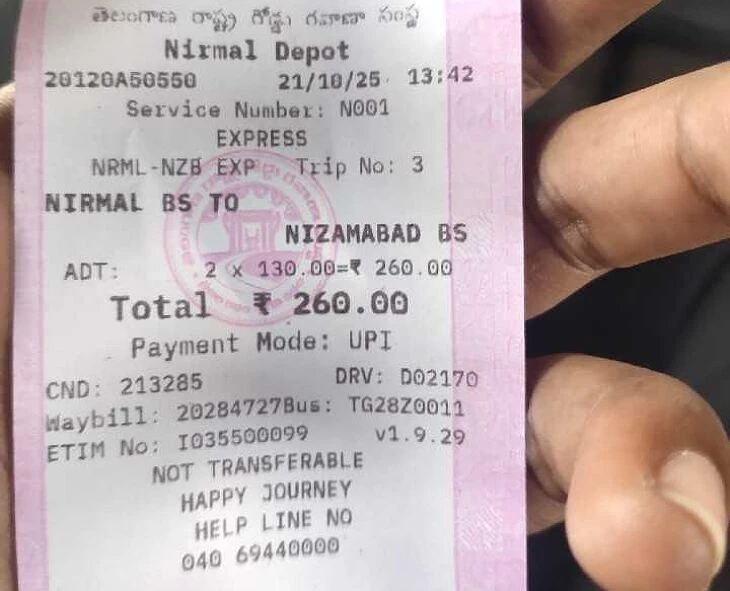 తెలంగాణ రాష్ట్ర రోడ్డు రవాణా సంస్థ
Nirmal Depot
20120A50550 21/10/25 13:42
Service Number: N001
EXPRESS
NRML-NZB EXP Trip No: 3
NIRMAL BS TO
NIZAMABAD BS
ADT: 2 x 130.00=₹ 260.00
Total ₹ 260.00
Payment Mode: UPI
CND: 213285 DRV: D02170
Waybill: 20284727Bus: TG28Z0011
ETIM No: I035500099 v1.9.29
NOT TRANSFERABLE
HAPPY JOURNEY
HELP LINE NO
040 69440000